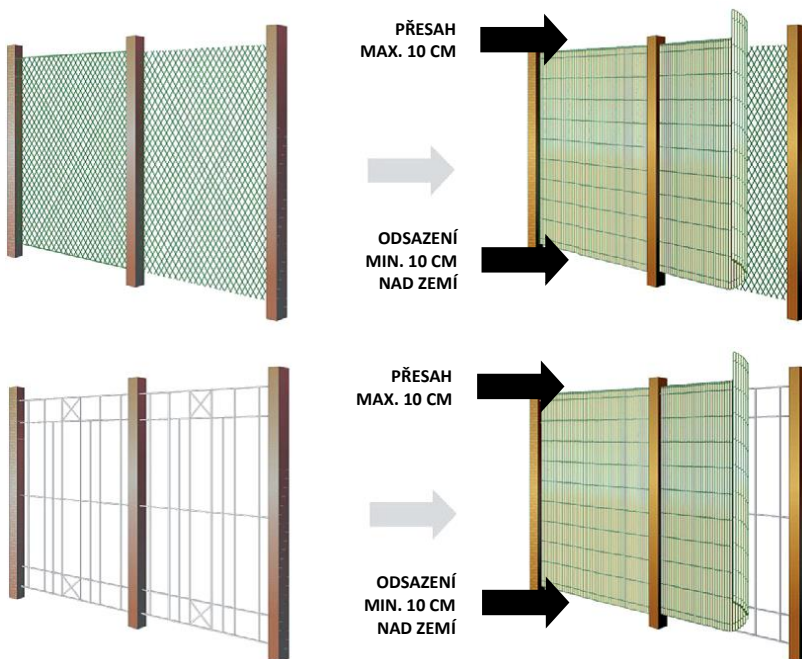 PŘESAH
MAX. 10 CM
ODSAZENÍ
MIN. 10 CM
NAD ZEMÍ
PŘESAH
MAX. 10 CM
ODSAZENÍ
MIN. 10 CM
NAD ZEMÍ